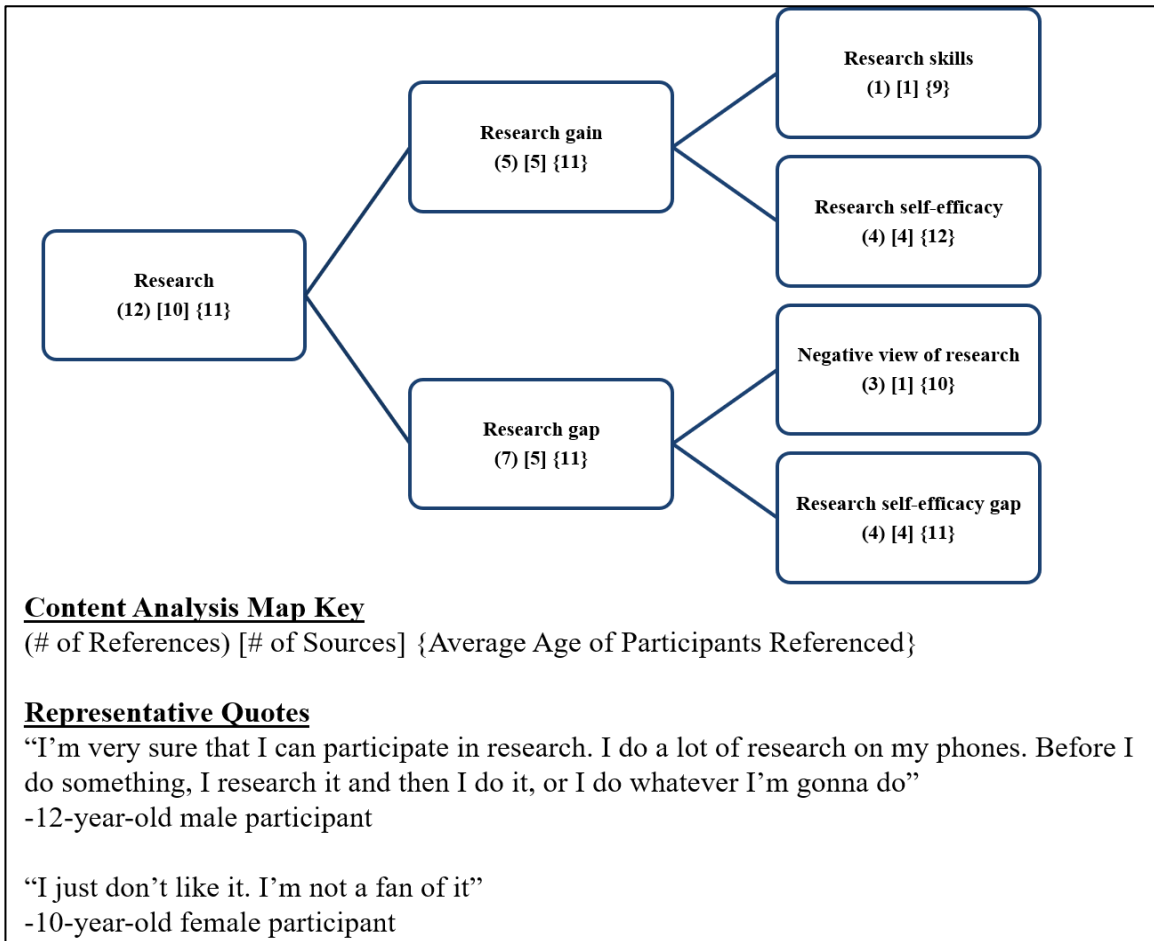 Research skills
(1) [1] {9}
Research gain
(5) [5] {11}
Research self-efficacy
(4) [4] {12}
Research
(12) [10] {11}
Negative view of research
(3) [1] {10}
Research gap
(7) [5] {11}
Research self-efficacy gap
(4) [4] {11}
Content Analysis Map Key
(# of References) [# of Sources] {Average Age of Participants Referenced}
Representative Quotes
“I’m very sure that I can participate in research. I do a lot of research on my phones. Before I
do something, I research it and then I do it, or I do whatever I’m gonna do”
-12-year-old male participant
“I just don’t like it. I’m not a fan of it”
-10-year-old female participant